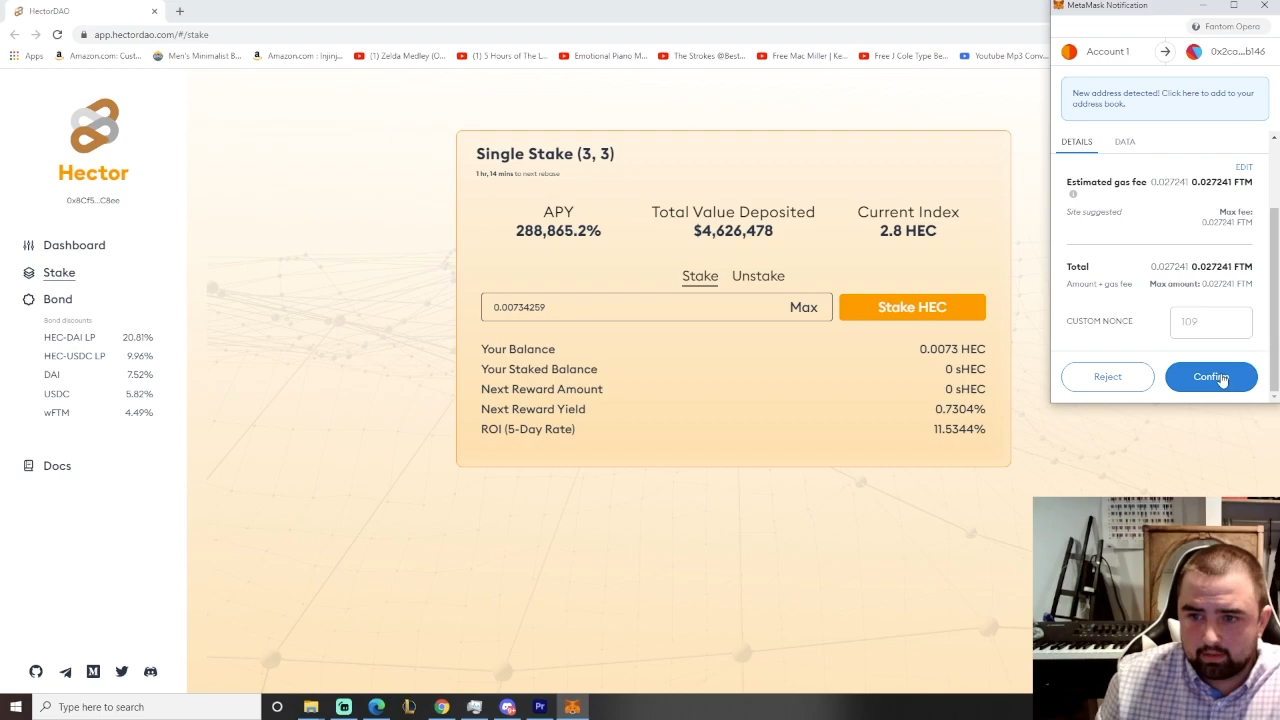 HectorDAO
app.hectordao.com/#/stake
Apps
Amazon.com: Cust...
Men's Minimalist B...
Amazon.com : Injinj...
(1) Zelda Medley (O...
(1) 5 Hours of The L...
Emotional Piano M...
The Strokes @Best...
Free Mac Miller | Ke...
Free J Cole Type Be...
Youtube Mp3 Conv...
Hector
0x8Cf5...C8ee
Dashboard
Stake
Bond
Bond discounts
HEC-DAI LP 20.81%
HEC-USDC LP 9.96%
DAI 7.52%
USDC 5.82%
wFTM 4.49%
Docs
Single Stake (3, 3)
1 hr, 14 mins to next rebase
APY
288,865.2%
Total Value Deposited
$4,626,478
Current Index
2.8 HEC
Stake Unstake
0.00734259 Max
Stake HEC
Your Balance 0.0073 HEC
Your Staked Balance 0 sHEC
Next Reward Amount 0 sHEC
Next Reward Yield 0.7304%
ROI (5-Day Rate) 11.5344%
MetaMask Notification
Fantom Opera
Account 1
0x2ca...b146
New address detected! Click here to add to your
address book.
DETAILS DATA
EDIT
Estimated gas fee 0.027241 0.027241 FTM
Site suggested Max fee:
0.027241 FTM
Total 0.027241 0.027241 FTM
Amount + gas fee Max amount: 0.027241 FTM
CUSTOM NONCE 109
Reject Confirm
Type here to search
Pr